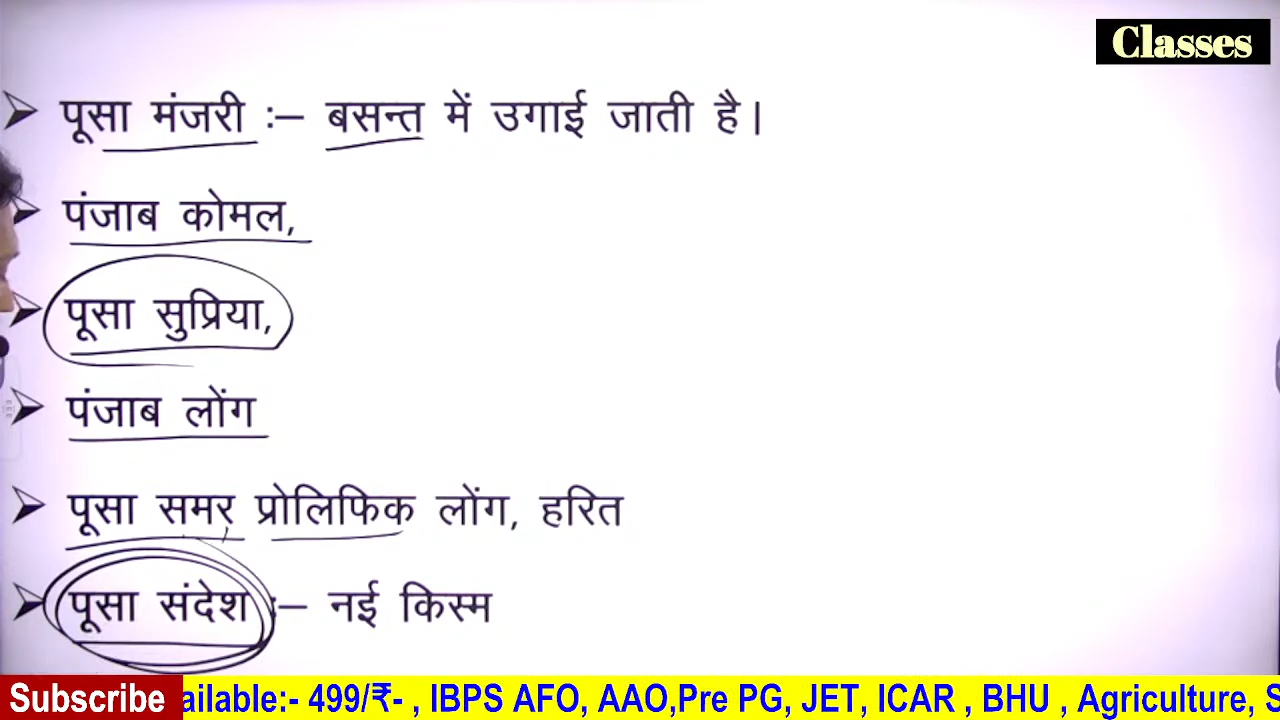 Classes
पूसा मंजरी :– बसन्त में उगाई जाती है।
पंजाब कोमल,
पूसा सुप्रिया,
पंजाब लोंग
पूसा समर प्रोलिफिक लोंग, हरित
पूसा संदेश :– नई किस्म
Subscribe ailable:- 499/₹- , IBPS AFO, AAO,Pre PG, JET, ICAR , BHU , Agriculture, S